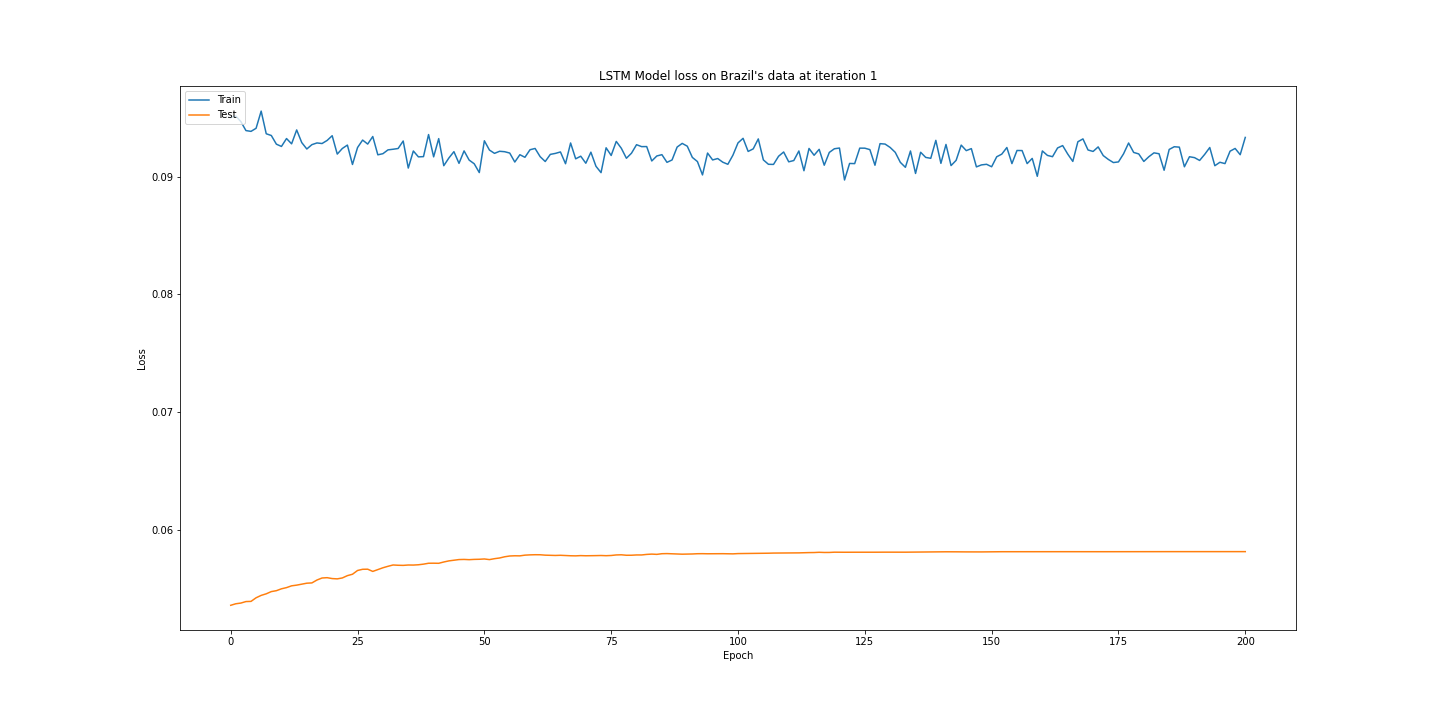 LSTM Model loss on Brazil's data at iteration 1
Train
Test
0.09
0.08
0.07
0.06
Loss
0 25 50 75 100 125 150 175 200
Epoch